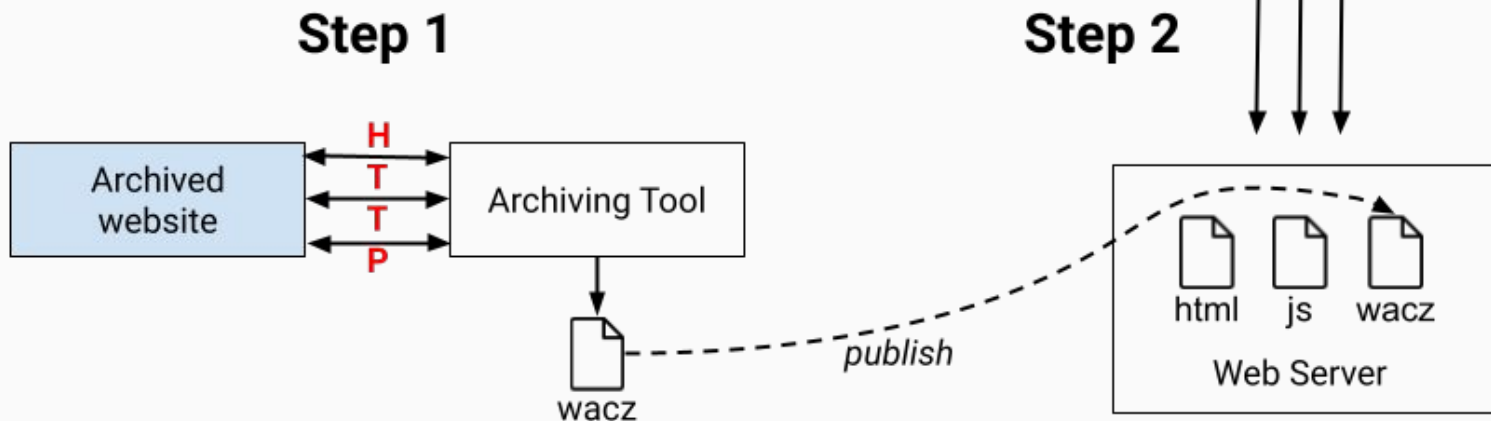 Step 1
Step 2
Archived
website
H
T
T
P
Archiving Tool
wacz
publish
html js wacz
Web Server